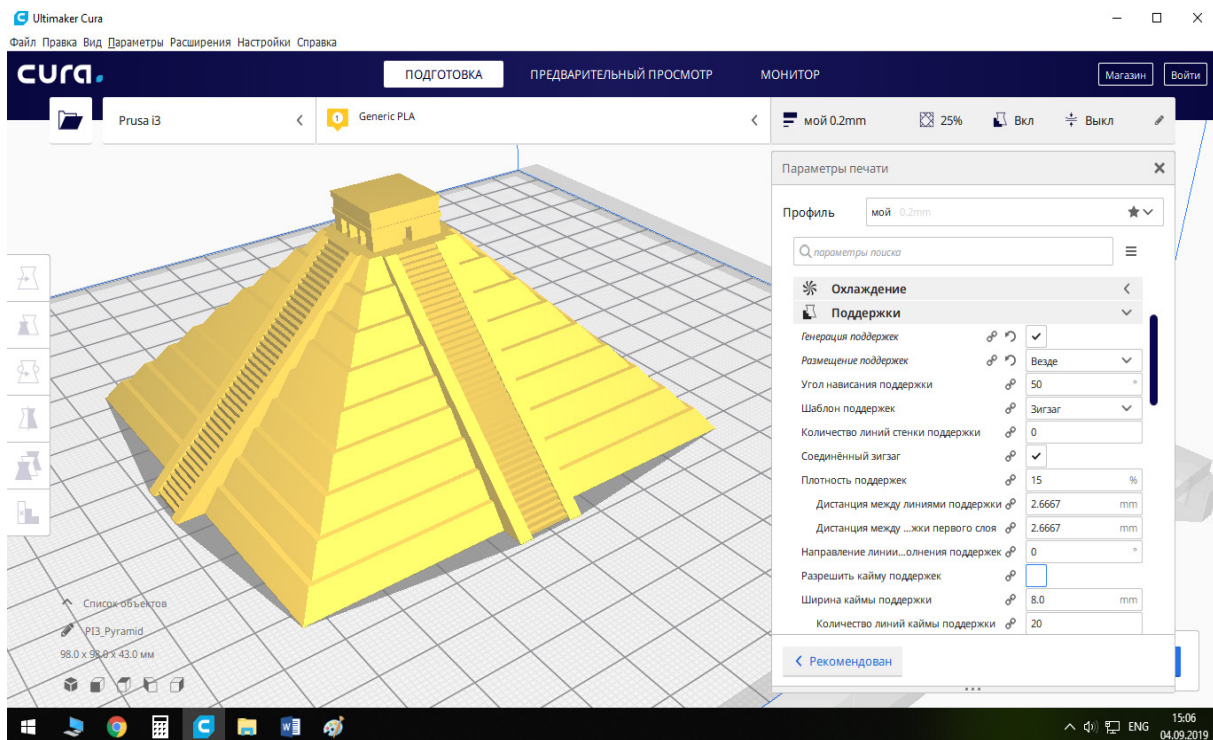 Ultimaker Cura
Файл Правка Вид Параметры Расширения Настройки Справка
cura.
ПОДГОТОВКА ПРЕДВАРИТЕЛЬНЫЙ ПРОСМОТР МОНИТОР
Магазин Войти
Prusa i3
1 Generic PLA
мой 0.2mm 25% Вкл Выкл
Параметры печати
Профиль мой 0.2mm
параметры поиска
Охлаждение
Поддержки
Генерация поддержек
Размещение поддержек Везде
Угол нависания поддержки 50 °
Шаблон поддержек Зигзаг
Количество линий стенки поддержки 0
Соединённый зигзаг
Плотность поддержек 15 %
Дистанция между линиями поддержки 2.6667 mm
Дистанция между ...жки первого слоя 2.6667 mm
Направление линии...олнения поддержек 0 °
Разрешить кайму поддержек
Ширина каймы поддержки 8.0 mm
Количество линий каймы поддержки 20
Рекомендован
Список объектов
PI3_Pyramid
98.0 x 98.0 x 43.0 мм
ENG
15:06
04.09.2019